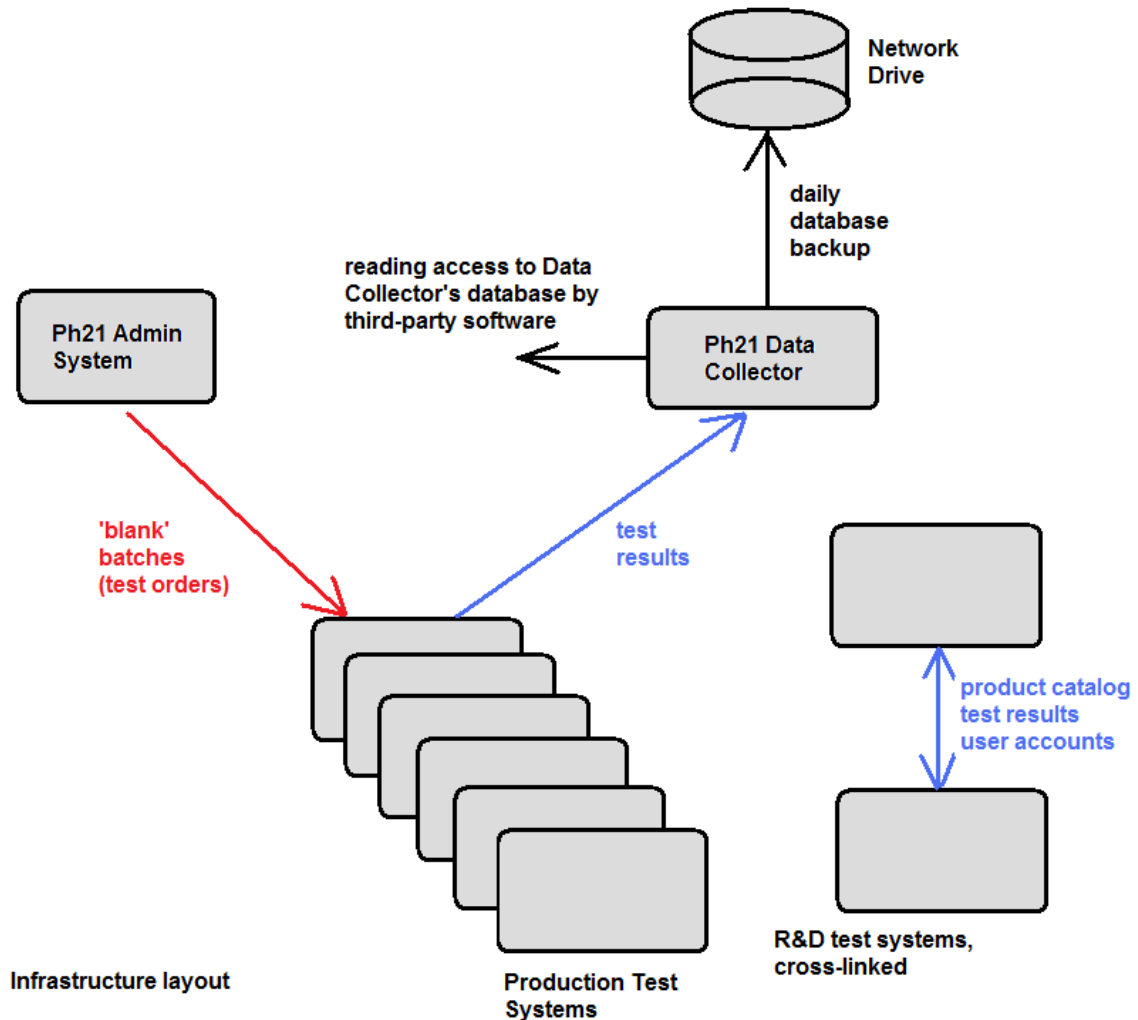 Network
Drive
daily
database
backup
reading access to Data
Collector's database by
third-party software
Ph21 Admin
System
Ph21 Data
Collector
'blank'
batches
(test orders)
test
results
product catalog
test results
user accounts
R&D test systems,
cross-linked
Infrastructure layout
Production Test
Systems